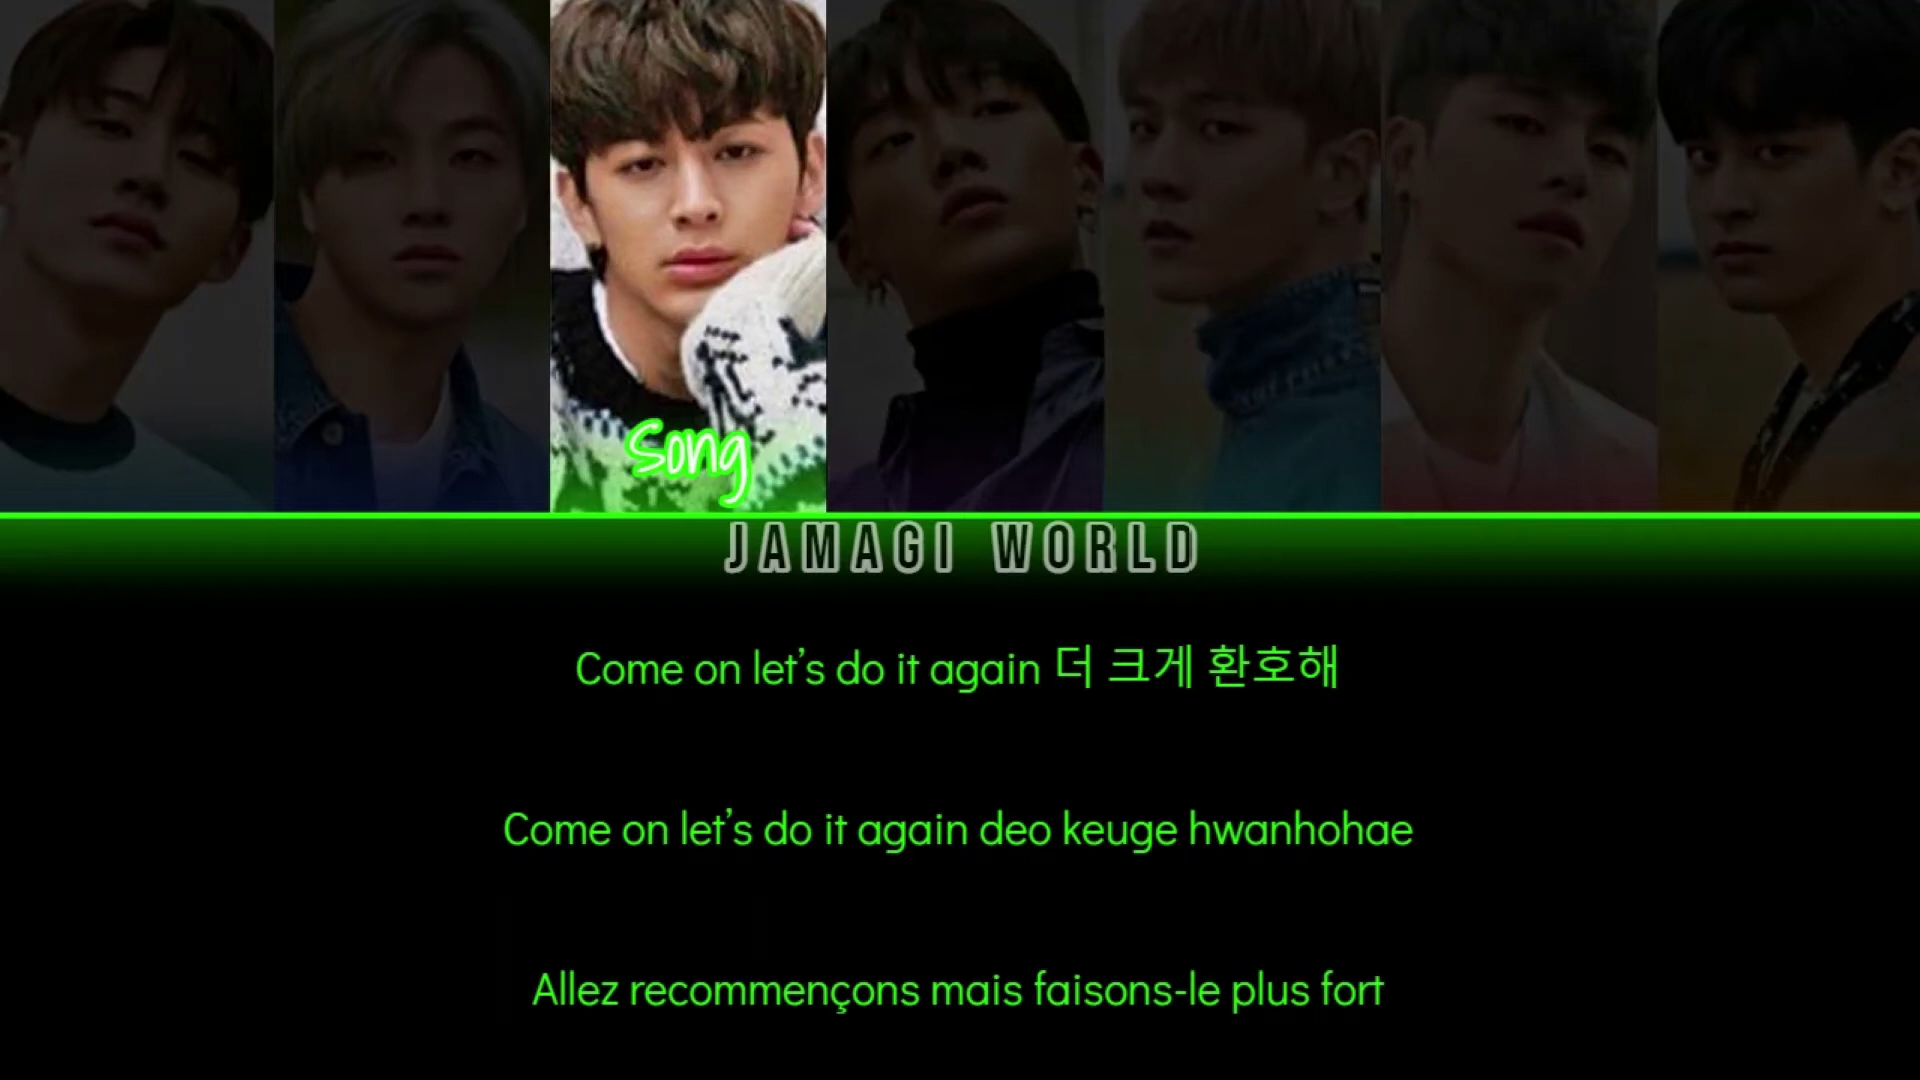 Song
JAMAGI WORLD
Come on let's do it again 더 크게 환호해
Come on let's do it again deo keuge hwanhohae
Allez recommençons mais faisons-le plus fort